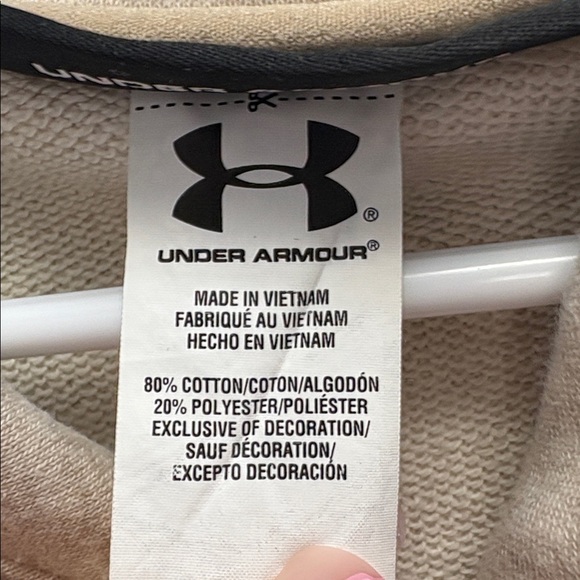 UNDER
®
UNDER ARMOUR®
MADE IN VIETNAM
FABRIQUÉ AU VIETNAM
HECHO EN VIETNAM
80% COTTON/COTON/ALGODÓN
20% POLYESTER/POLIÉSTER
EXCLUSIVE OF DECORATION/
SAUF DÉCORATION/
EXCEPTO DECORACIÓN